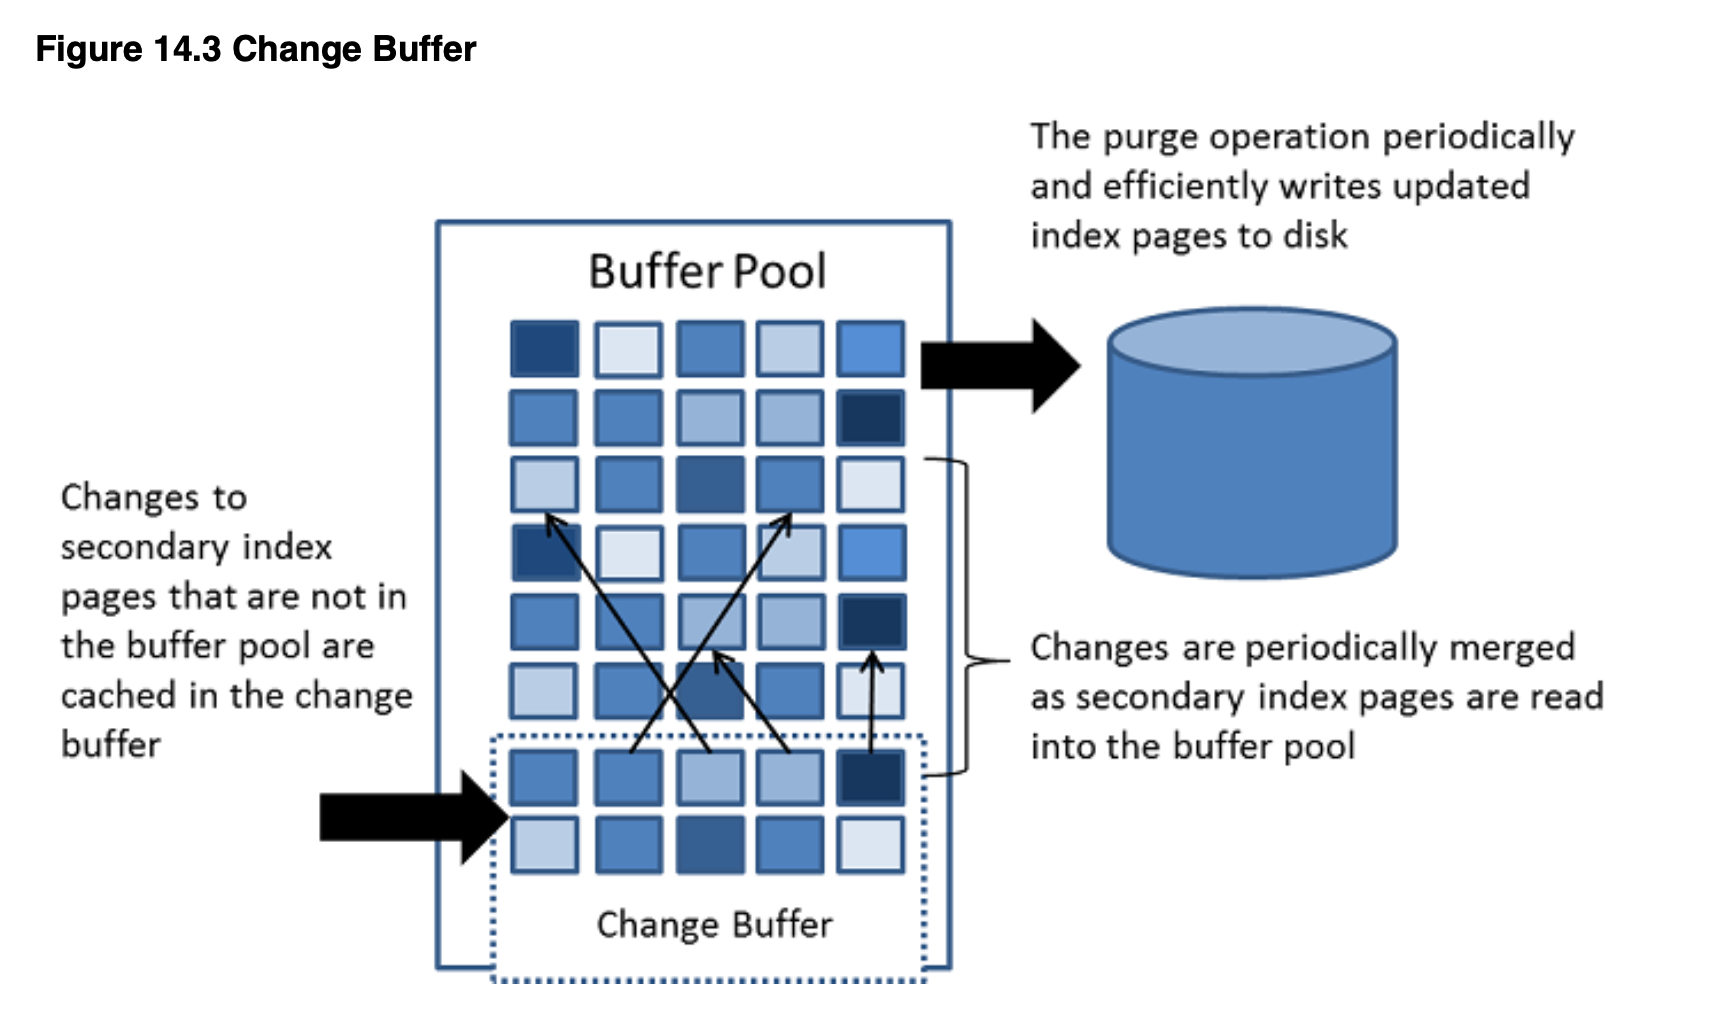 Figure 14.3 Change Buffer
The purge operation periodically
and efficiently writes updated
index pages to disk
Buffer Pool
Changes to
secondary index
pages that are not in
the buffer pool are
cached in the change
buffer
Changes are periodically merged
as secondary index pages are read
into the buffer pool
Change Buffer